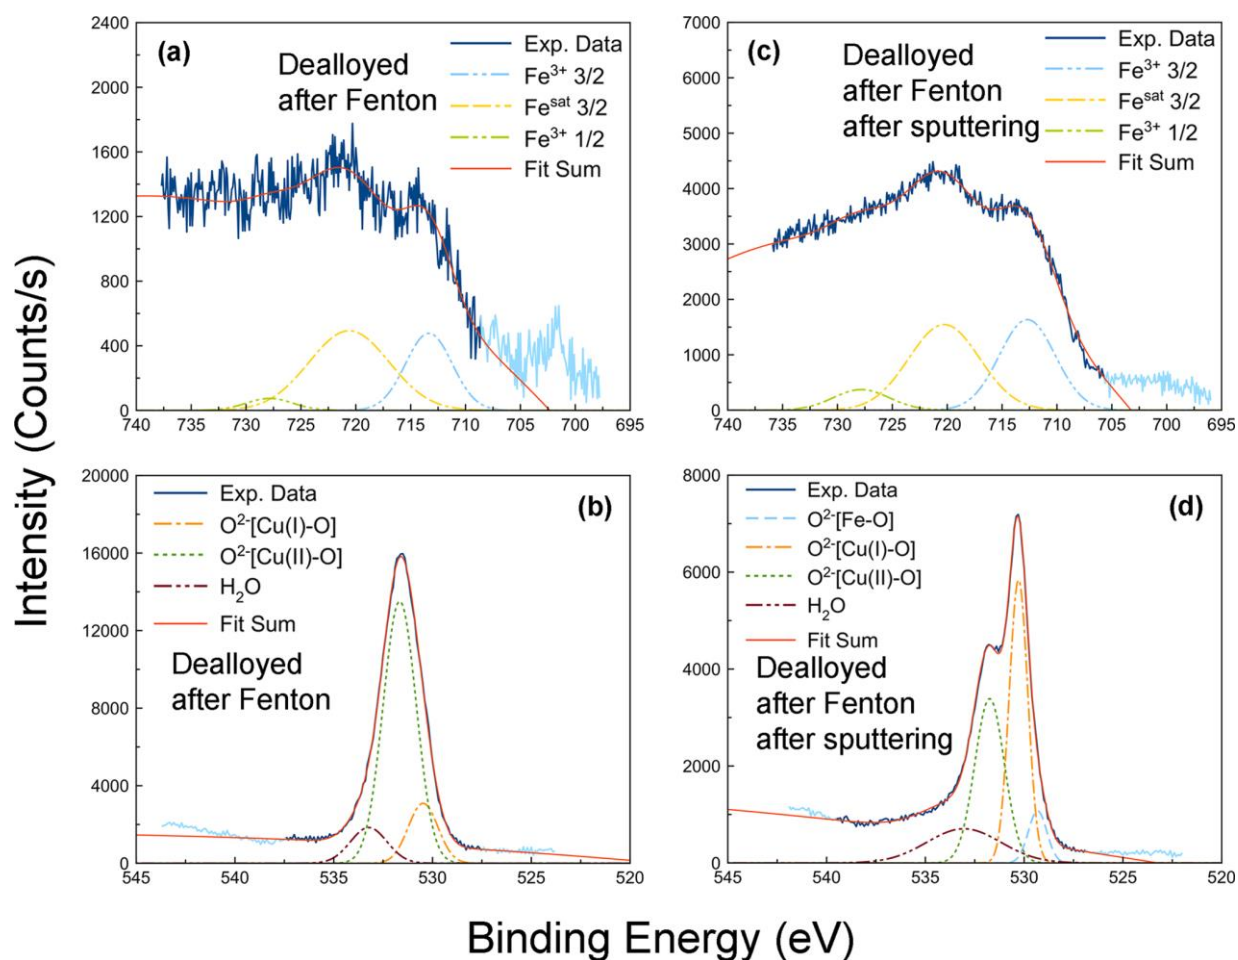 Intensity (Counts/s)
2400
2000
1600
1200
800
400
0
740 735 730 725 720 715 710 705 700 695
(a)
Dealloyed
after Fenton
Exp. Data
Fe³⁺ 3/2
Feˢᵃᵗ 3/2
Fe³⁺ 1/2
Fit Sum
7000
6000
5000
4000
3000
2000
1000
0
740 735 730 725 720 715 710 705 700 695
(c)
Dealloyed
after Fenton
after sputtering
Exp. Data
Fe³⁺ 3/2
Feˢᵃᵗ 3/2
Fe³⁺ 1/2
Fit Sum
20000
16000
12000
8000
4000
0
545 540 535 530 525 520
Exp. Data
O²⁻[Cu(I)-O]
O²⁻[Cu(II)-O]
H₂O
Fit Sum
(b)
Dealloyed
after Fenton
8000
6000
4000
2000
0
545 540 535 530 525 520
Exp. Data
O²⁻[Fe-O]
O²⁻[Cu(I)-O]
O²⁻[Cu(II)-O]
H₂O
Fit Sum
(d)
Dealloyed
after Fenton
after sputtering
Binding Energy (eV)